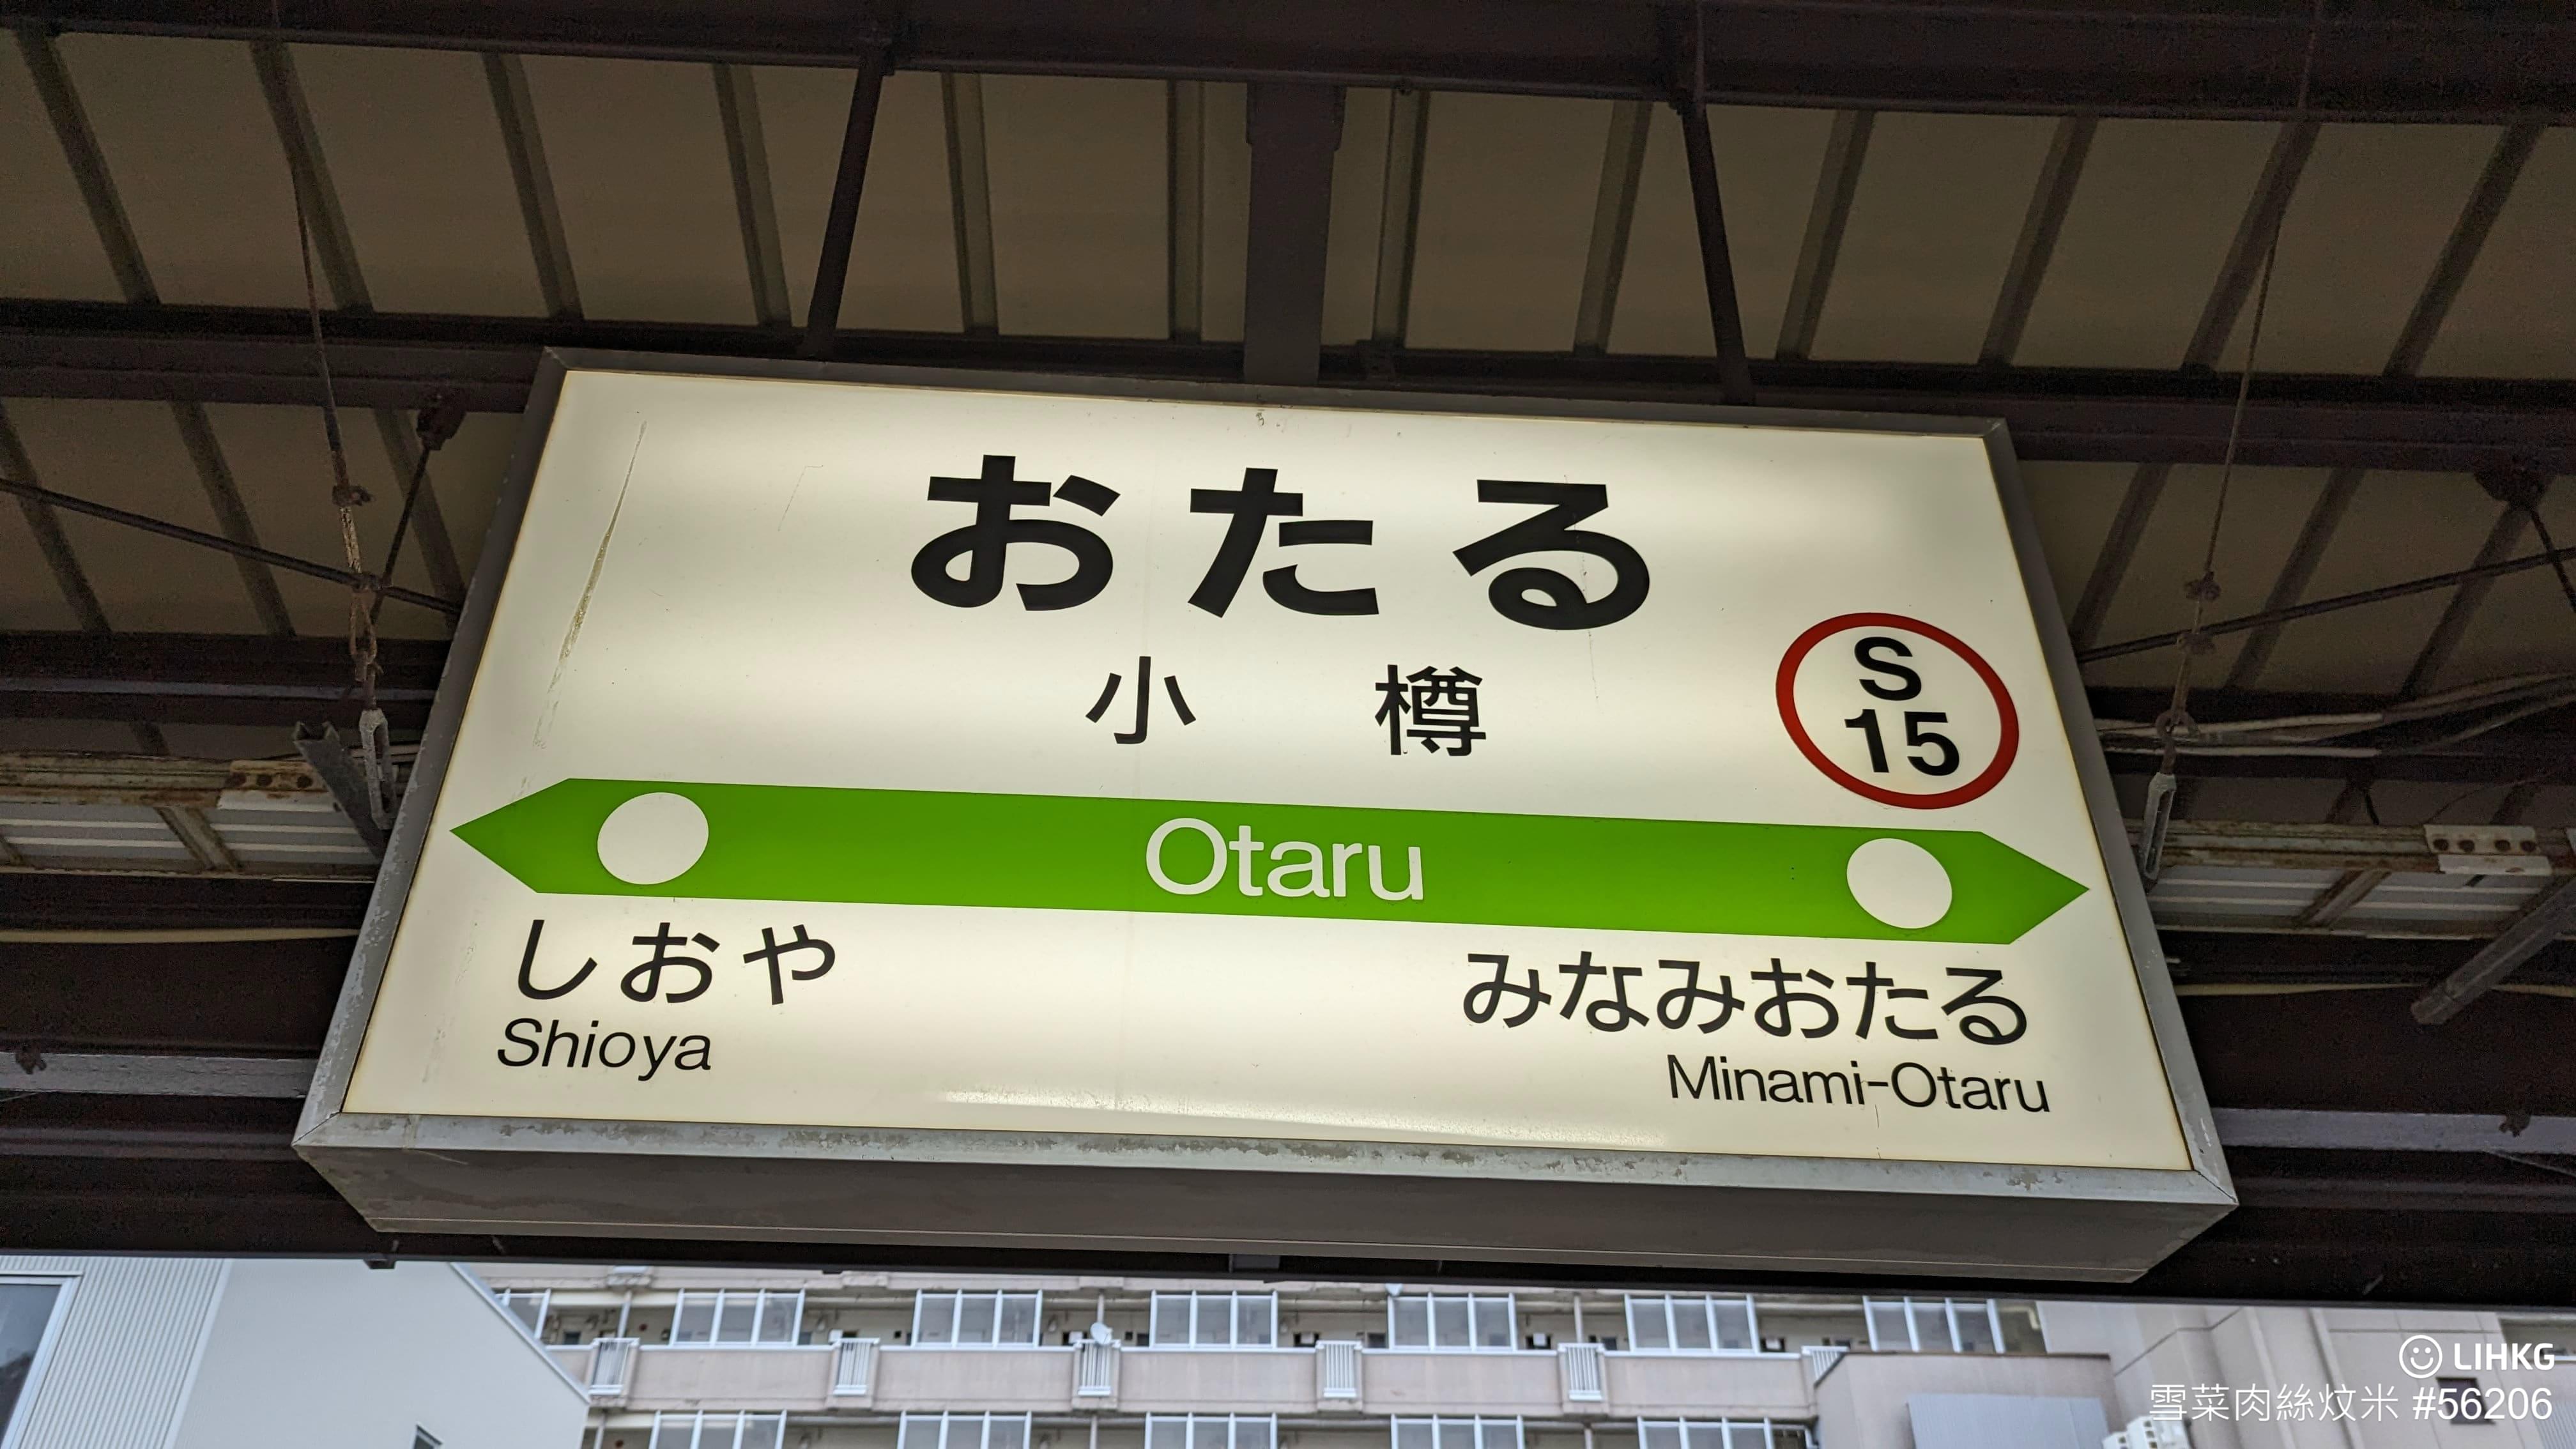 おたる
小樽
S
15
Otaru
しおや
Shioya
みなみおたる
Minami-Otaru
LIHKG
雪菜肉絲炆米 #56206